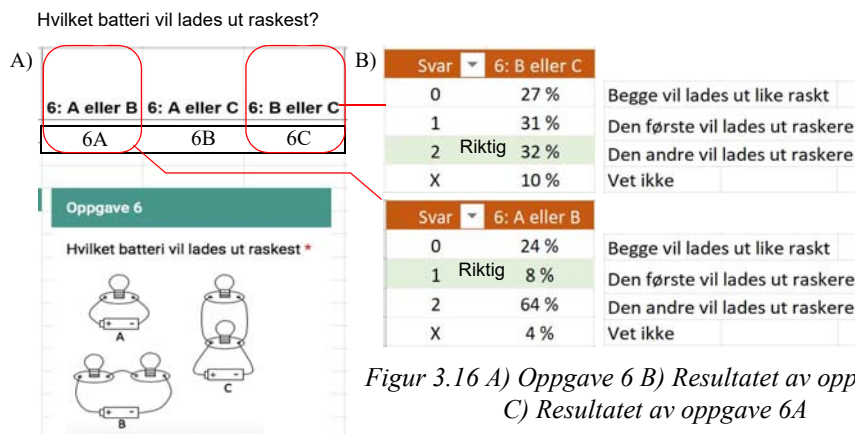 Hvilket batteri vil lades ut raskest?
A)
6: A eller B 6: A eller C 6: B eller C
6A 6B 6C
Oppgave 6
Hvilket batteri vil lades ut raskest *
+ -
A
+ -
B
+ -
C
B)
Svar 6: B eller C
0 27 % Begge vil lades ut like raskt
1 31 % Den første vil lades ut raskere
2 Riktig 32 % Den andre vil lades ut raskere
X 10 % Vet ikke
Svar 6: A eller B
0 24 % Begge vil lades ut like raskt
1 Riktig 8 % Den første vil lades ut raskere
2 64 % Den andre vil lades ut raskere
X 4 % Vet ikke
Figur 3.16 A) Oppgave 6 B) Resultatet av opp
C) Resultatet av oppgave 6A